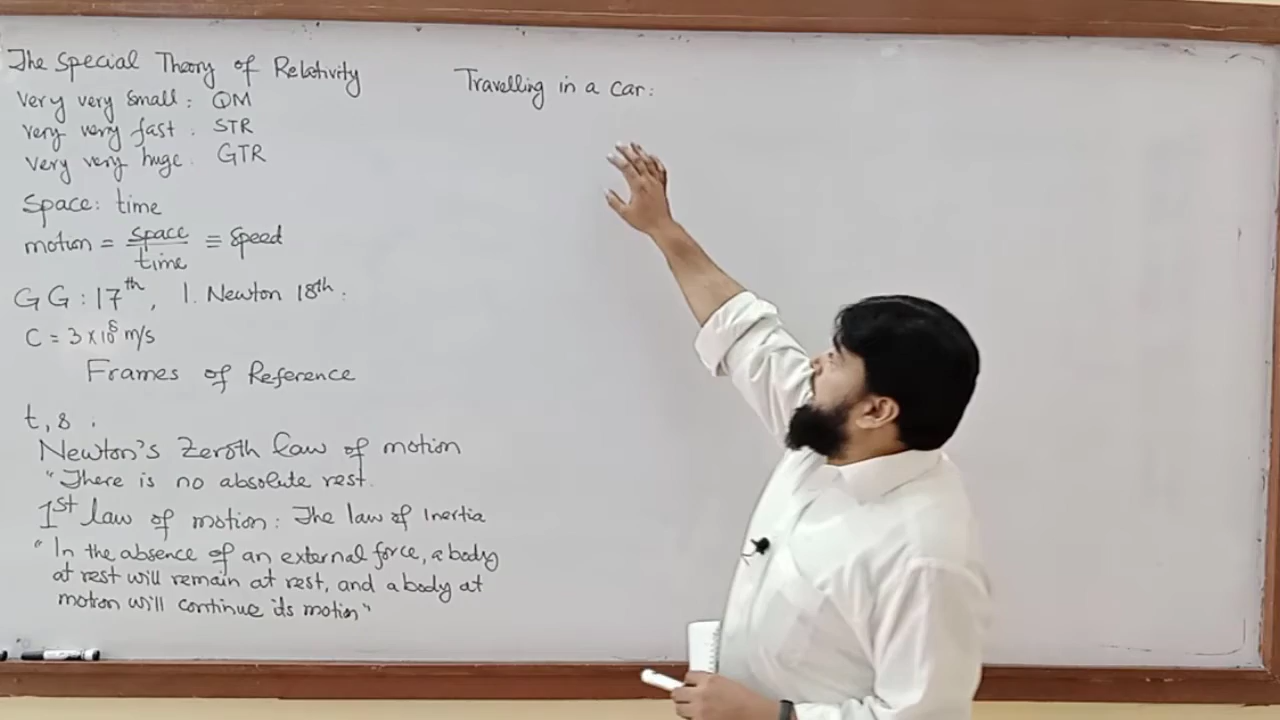 The Special Theory of Relativity
Very very small: QM
very very fast: STR
very very huge: GTR
Space: time
motion = space/time ≡ speed
G G : 17th, I. Newton 18th.
C = 3 x 10^8 m/s
Frames of Reference
t, s.
Newton's Zeroth law of motion
"There is no absolute rest.
1st law of motion: The law of Inertia
"In the absence of an external force, a body
at rest will remain at rest, and a body at
motion will continue its motion"
Travelling in a car: